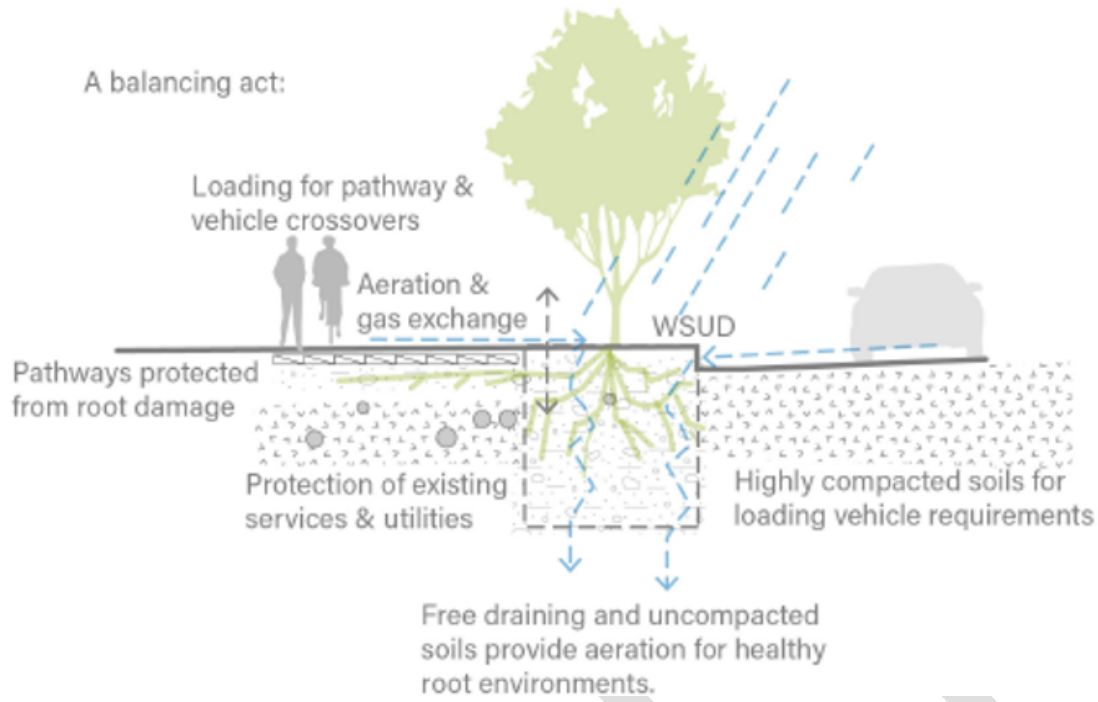 A balancing act:
Loading for pathway &
vehicle crossovers
Aeration &
gas exchange
WSUD
Pathways protected
from root damage
Protection of existing
services & utilities
Highly compacted soils for
loading vehicle requirements
Free draining and uncompacted
soils provide aeration for healthy
root environments.